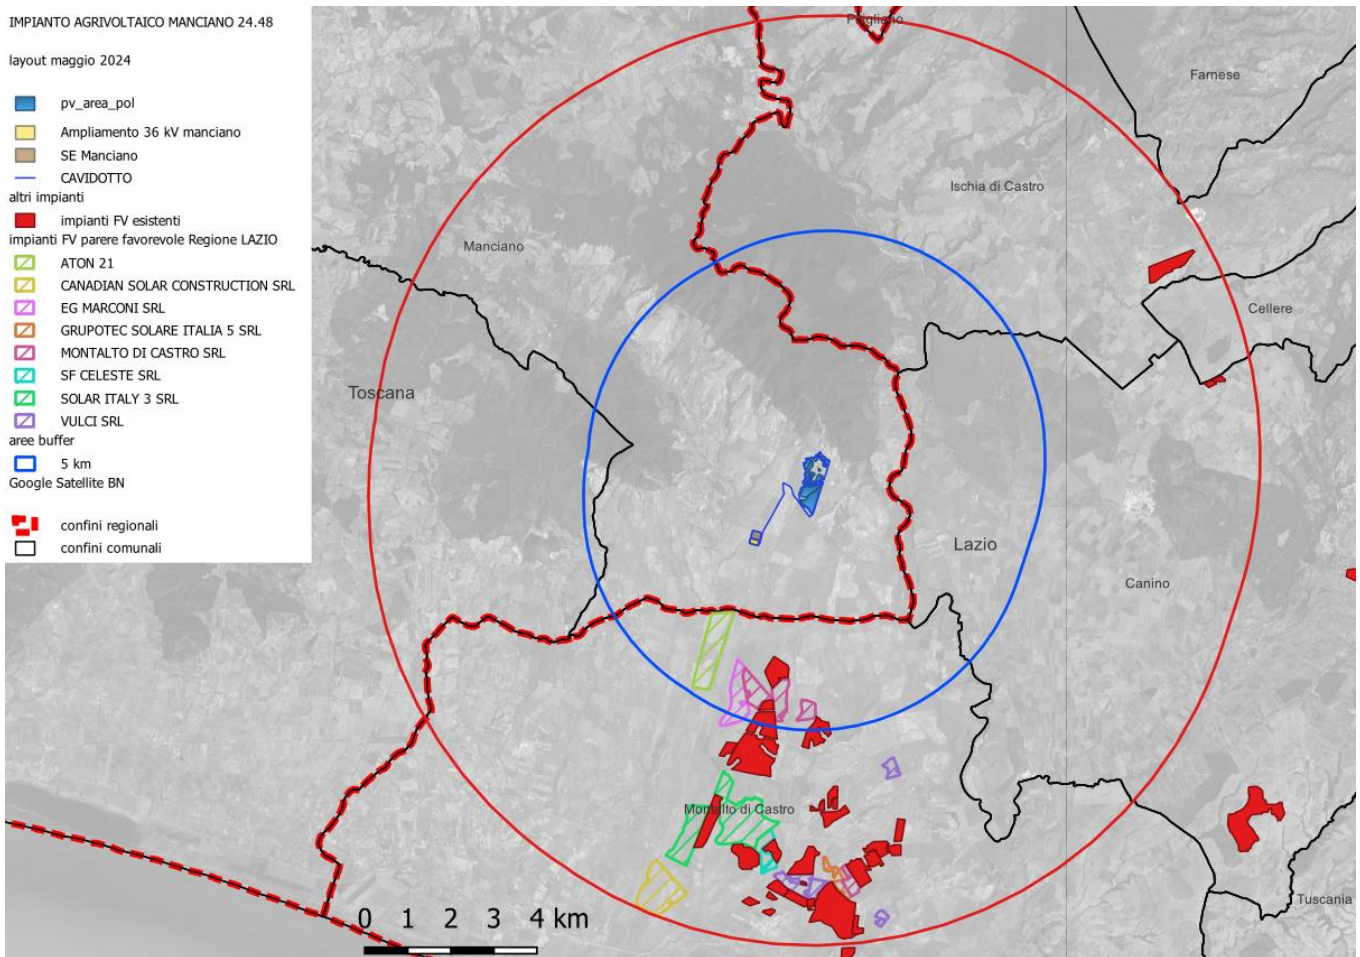 IMPIANTO AGRIVOLTAICO MANCIANO 24.48
layout maggio 2024
pv_area_pol
Ampliamento 36 kV manciano
SE Manciano
CAVIDOTTO
altri impianti
impianti FV esistenti
impianti FV parere favorevole Regione LAZIO
ATON 21
CANADIAN SOLAR CONSTRUCTION SRL
EG MARCONI SRL
GRUPOTEC SOLARE ITALIA 5 SRL
MONTALTO DI CASTRO SRL
SF CELESTE SRL
SOLAR ITALY 3 SRL
VULCI SRL
aree buffer
5 km
Google Satellite BN
confini regionali
confini comunali
Pitigliano
Farnese
Ischia di Castro
Manciano
Cellere
Toscana
Lazio
Canino
Montalto di Castro
Tuscania
0 1 2 3 4 km